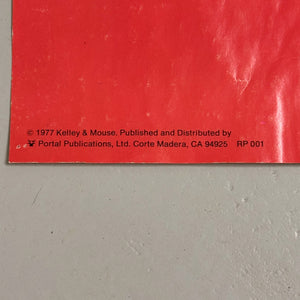 © 1977 Kelley & Mouse. Published and Distributed by
Portal Publications, Ltd. Corte Madera, CA 94925 RP 001